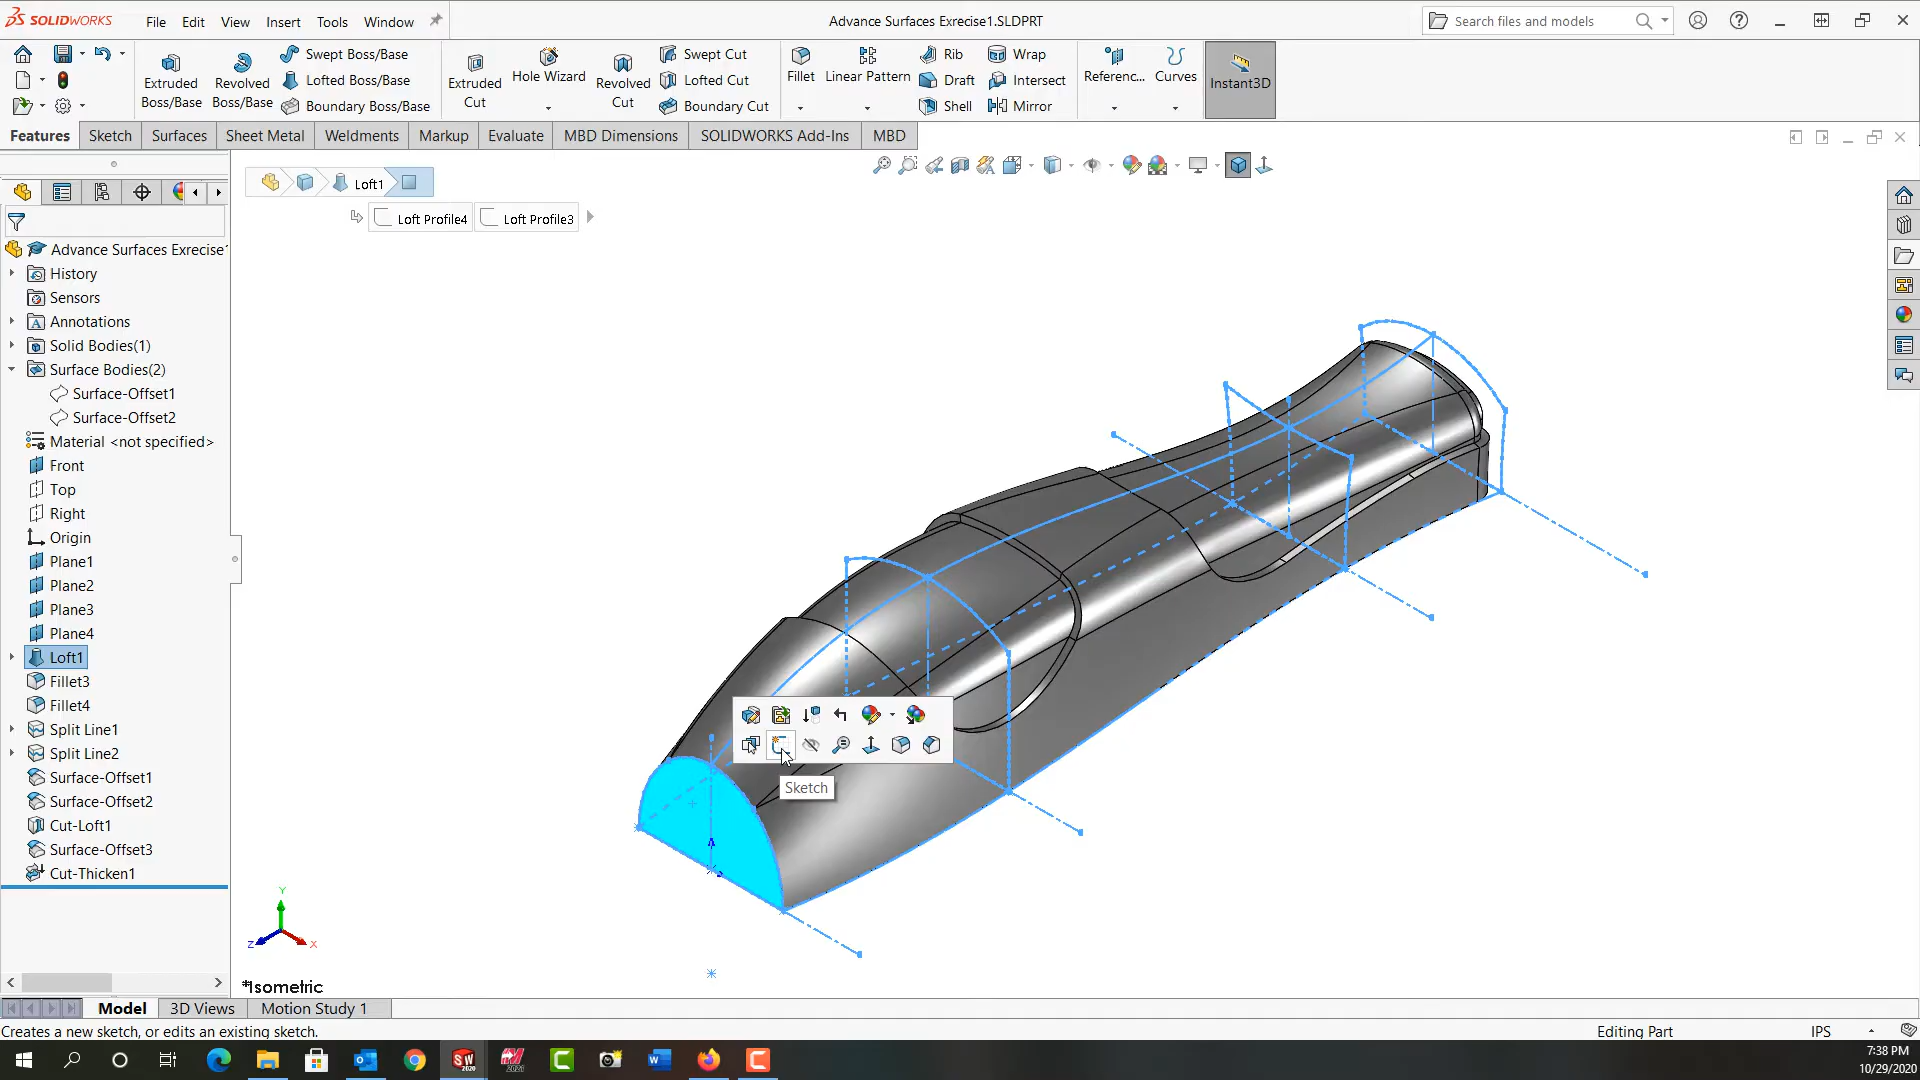 SOLIDWORKS
File Edit View Insert Tools Window
Advance Surfaces Exrecise1.SLDPRT
Search files and models
Extruded Boss/Base
Revolved Boss/Base
Swept Boss/Base
Lofted Boss/Base
Boundary Boss/Base
Extruded Cut
Hole Wizard
Revolved Cut
Swept Cut
Lofted Cut
Boundary Cut
Fillet
Linear Pattern
Rib
Draft
Shell
Wrap
Intersect
Mirror
Referenc...
Curves
Instant3D
Features Sketch Surfaces Sheet Metal Weldments Markup Evaluate MBD Dimensions SOLIDWORKS Add-Ins MBD
Loft1
Loft Profile4 Loft Profile3
Advance Surfaces Exrecise
History
Sensors
Annotations
Solid Bodies(1)
Surface Bodies(2)
Surface-Offset1
Surface-Offset2
Material <not specified>
Front
Top
Right
Origin
Plane1
Plane2
Plane3
Plane4
Loft1
Fillet3
Fillet4
Split Line1
Split Line2
Surface-Offset1
Surface-Offset2
Cut-Loft1
Surface-Offset3
Cut-Thicken1
Sketch
Y
Z
X
*Isometric
Model 3D Views Motion Study 1
Creates a new sketch, or edits an existing sketch.
Editing Part
IPS
7:38 PM
10/29/2020